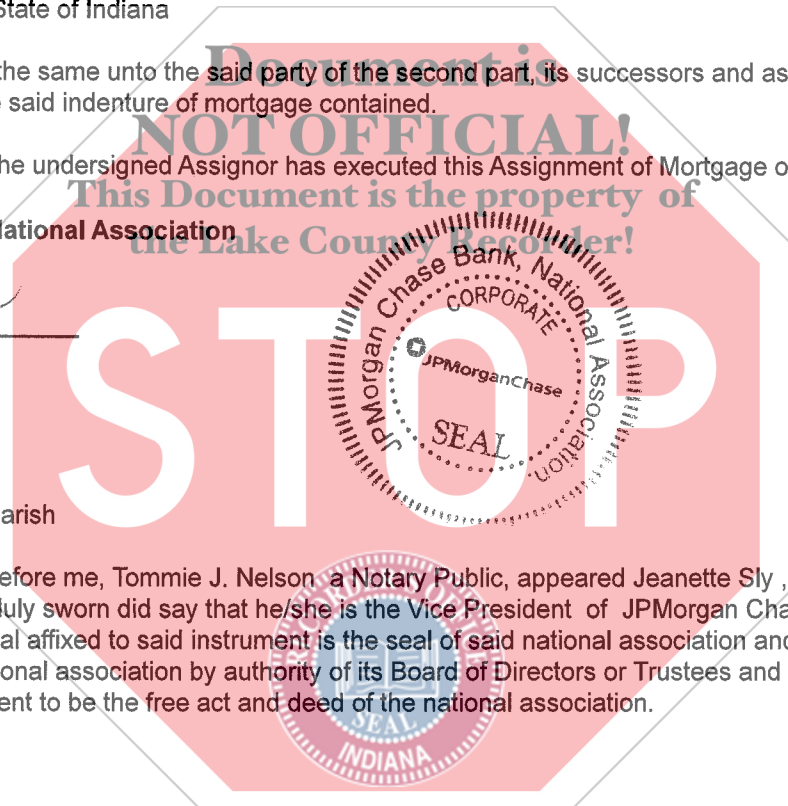 State of Indiana
Document is
the same unto the said party of the second part, its successors and as
said indenture of mortgage contained.
NOT OFFICIAL!
he undersigned Assignor has executed this Assignment of Mortgage o
This Document is the property of
National Association
the Lake County Recorder!
JPMorgan Chase Bank, National Association
CORPORATE
JPMorganChase
SEAL
STOP
arish
efore me, Tommie J. Nelson a Notary Public, appeared Jeanette Sly ,
duly sworn did say that he/she is the Vice President of JPMorgan Cha
al affixed to said instrument is the seal of said national association and
onal association by authority of its Board of Directors or Trustees and
ent to be the free act and deed of the national association.
RECORDER'S OFFICE
SEAL
INDIANA